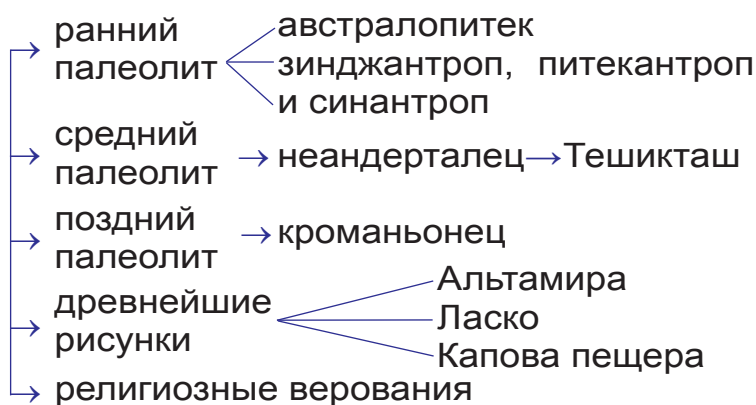 ранний
палеолит
австралопитек
зинджантроп, питекантроп
и синантроп
средний
палеолит
неандерталец
Тешикташ
поздний
палеолит
кроманьонец
древнейшие
рисунки
Альтамира
Ласко
Капова пещера
религиозные верования